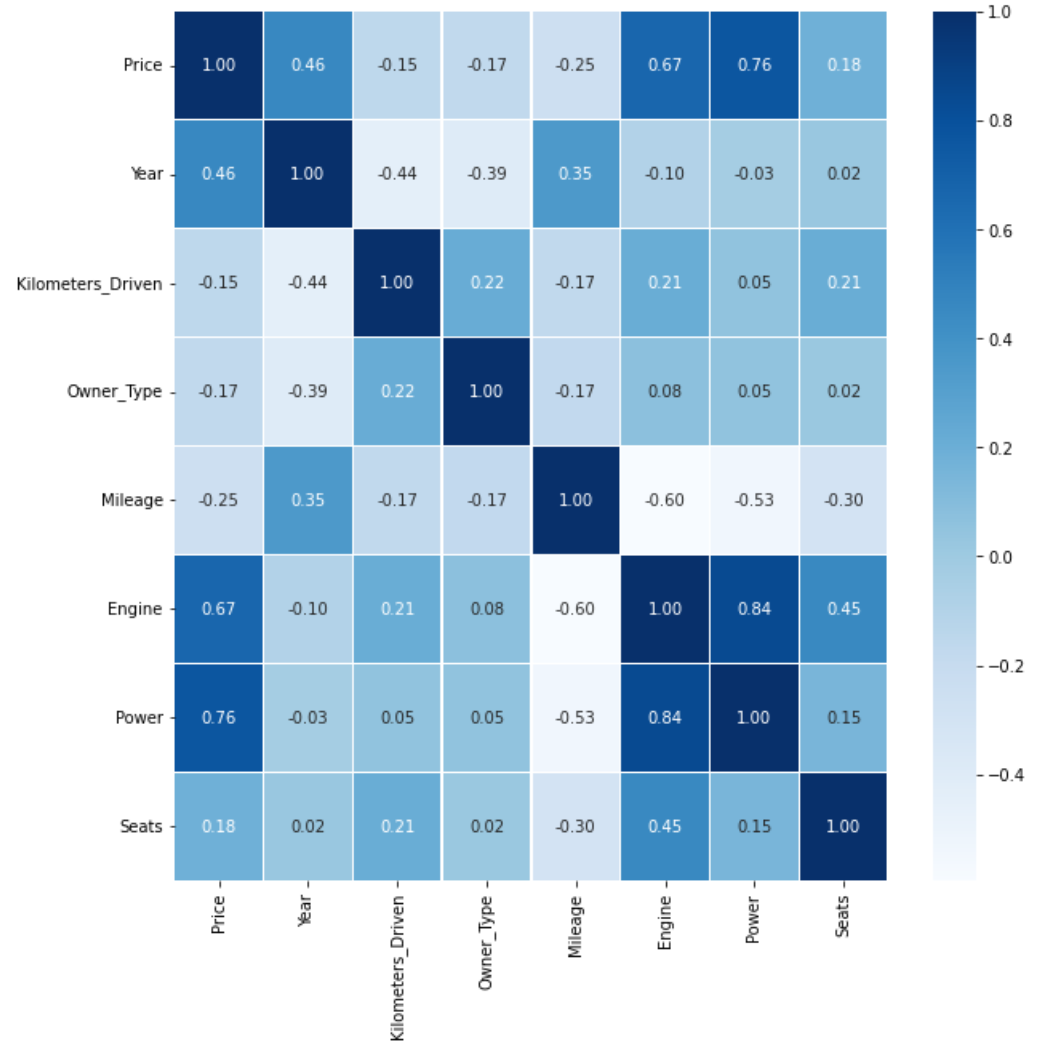 Price 1.00 0.46 -0.15 -0.17 -0.25 0.67 0.76 0.18
Year 0.46 1.00 -0.44 -0.39 0.35 -0.10 -0.03 0.02
Kilometers_Driven -0.15 -0.44 1.00 0.22 -0.17 0.21 0.05 0.21
Owner_Type -0.17 -0.39 0.22 1.00 -0.17 0.08 0.05 0.02
Mileage -0.25 0.35 -0.17 -0.17 1.00 -0.60 -0.53 -0.30
Engine 0.67 -0.10 0.21 0.08 -0.60 1.00 0.84 0.45
Power 0.76 -0.03 0.05 0.05 -0.53 0.84 1.00 0.15
Seats 0.18 0.02 0.21 0.02 -0.30 0.45 0.15 1.00
Price
Year
Kilometers_Driven
Owner_Type
Mileage
Engine
Power
Seats
1.0
0.8
0.6
0.4
0.2
0.0
−0.2
−0.4